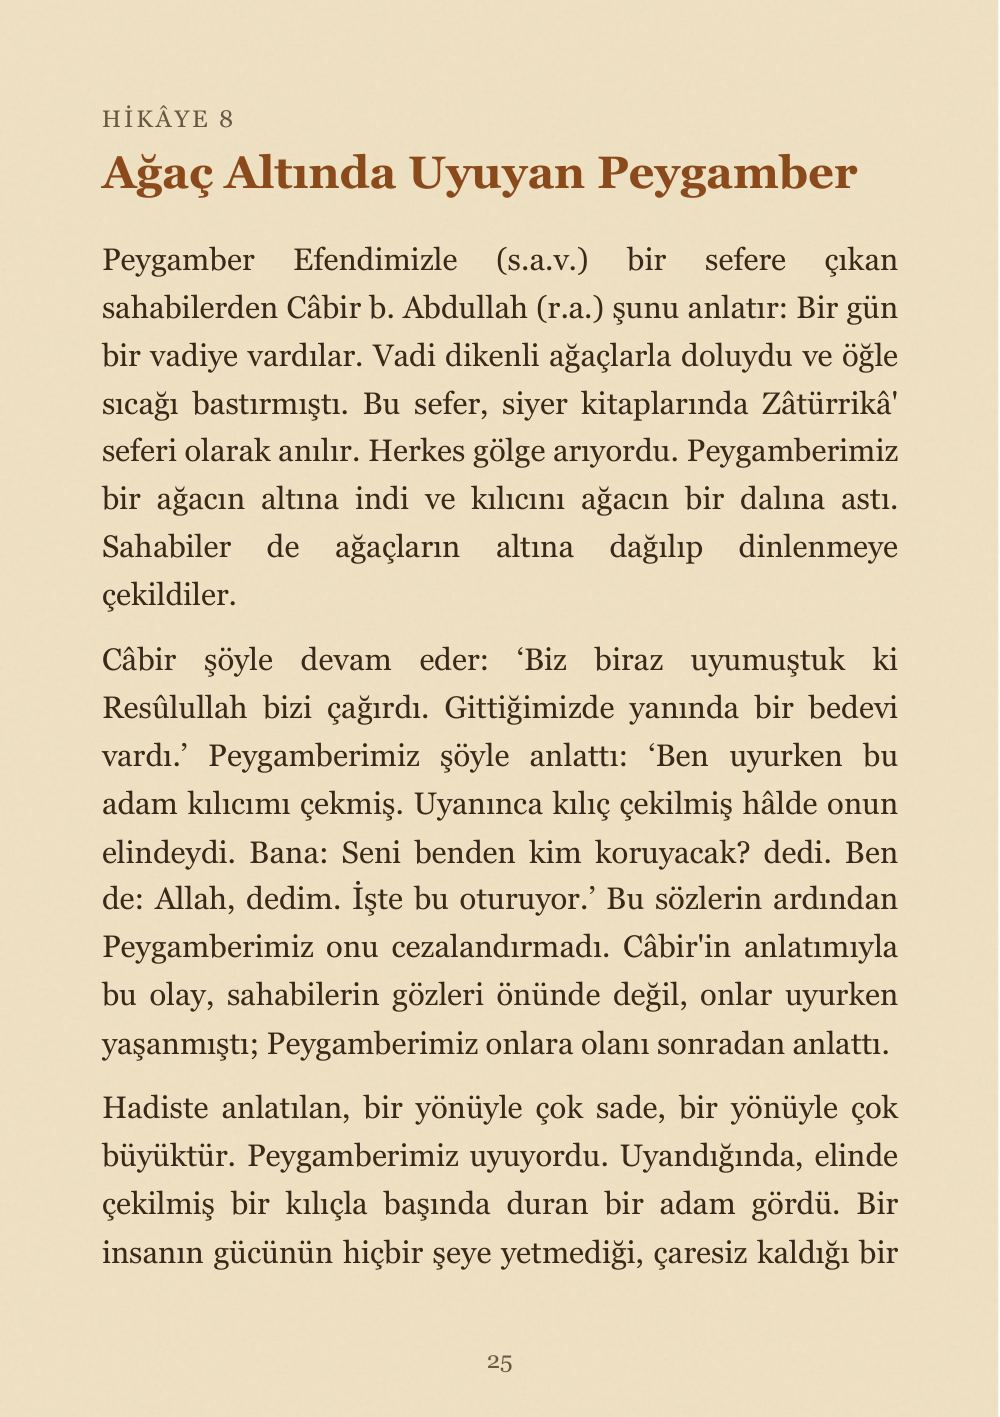 HİKÂYE 8
Ağaç Altında Uyuyan Peygamber
Peygamber Efendimizle (s.a.v.) bir sefere çıkan
sahabilerden Câbir b. Abdullah (r.a.) şunu anlatır: Bir gün
bir vadiye vardılar. Vadi dikenli ağaçlarla doluydu ve öğle
sıcağı bastırmıştı. Bu sefer, siyer kitaplarında Zâtürrikâ'
seferi olarak anılır. Herkes gölge arıyordu. Peygamberimiz
bir ağacın altına indi ve kılıcını ağacın bir dalına astı.
Sahabiler de ağaçların altına dağılıp dinlenmeye
çekildiler.
Câbir şöyle devam eder: ‘Biz biraz uyumuştuk ki
Resûlullah bizi çağırdı. Gittiğimizde yanında bir bedevi
vardı.’ Peygamberimiz şöyle anlattı: ‘Ben uyurken bu
adam kılıcımı çekmiş. Uyanınca kılıç çekilmiş hâlde onun
elindeydi. Bana: Seni benden kim koruyacak? dedi. Ben
de: Allah, dedim. İşte bu oturuyor.’ Bu sözlerin ardından
Peygamberimiz onu cezalandırmadı. Câbir'in anlatımıyla
bu olay, sahabilerin gözleri önünde değil, onlar uyurken
yaşanmıştı; Peygamberimiz onlara olanı sonradan anlattı.
Hadiste anlatılan, bir yönüyle çok sade, bir yönüyle çok
büyüktür. Peygamberimiz uyuyordu. Uyandığında, elinde
çekilmiş bir kılıçla başında duran bir adam gördü. Bir
insanın gücünün hiçbir şeye yetmediği, çaresiz kaldığı bir
25